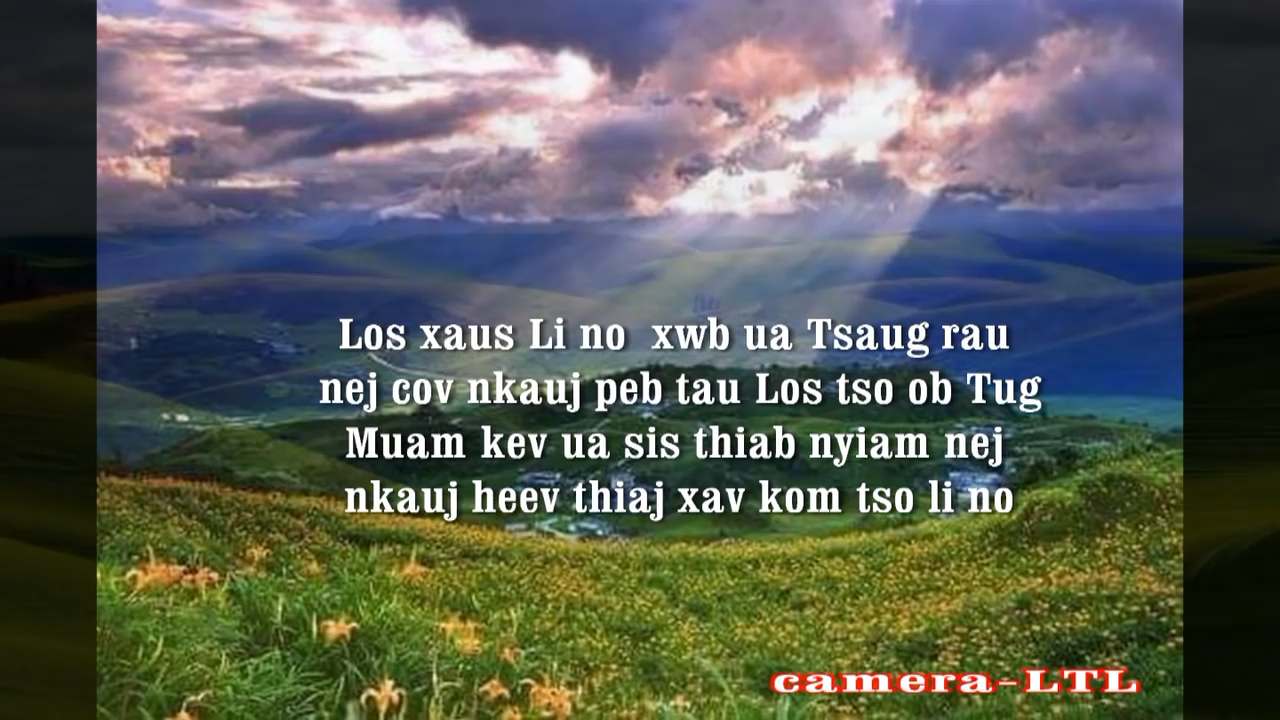 Los xaus Li no xwb ua Tsaug rau
nej cov nkauj peb tau Los tso ob Tug
Muam kev ua sis thiab nyiam nej
nkauj heev thiaj xav kom tso li no
camera-LTL